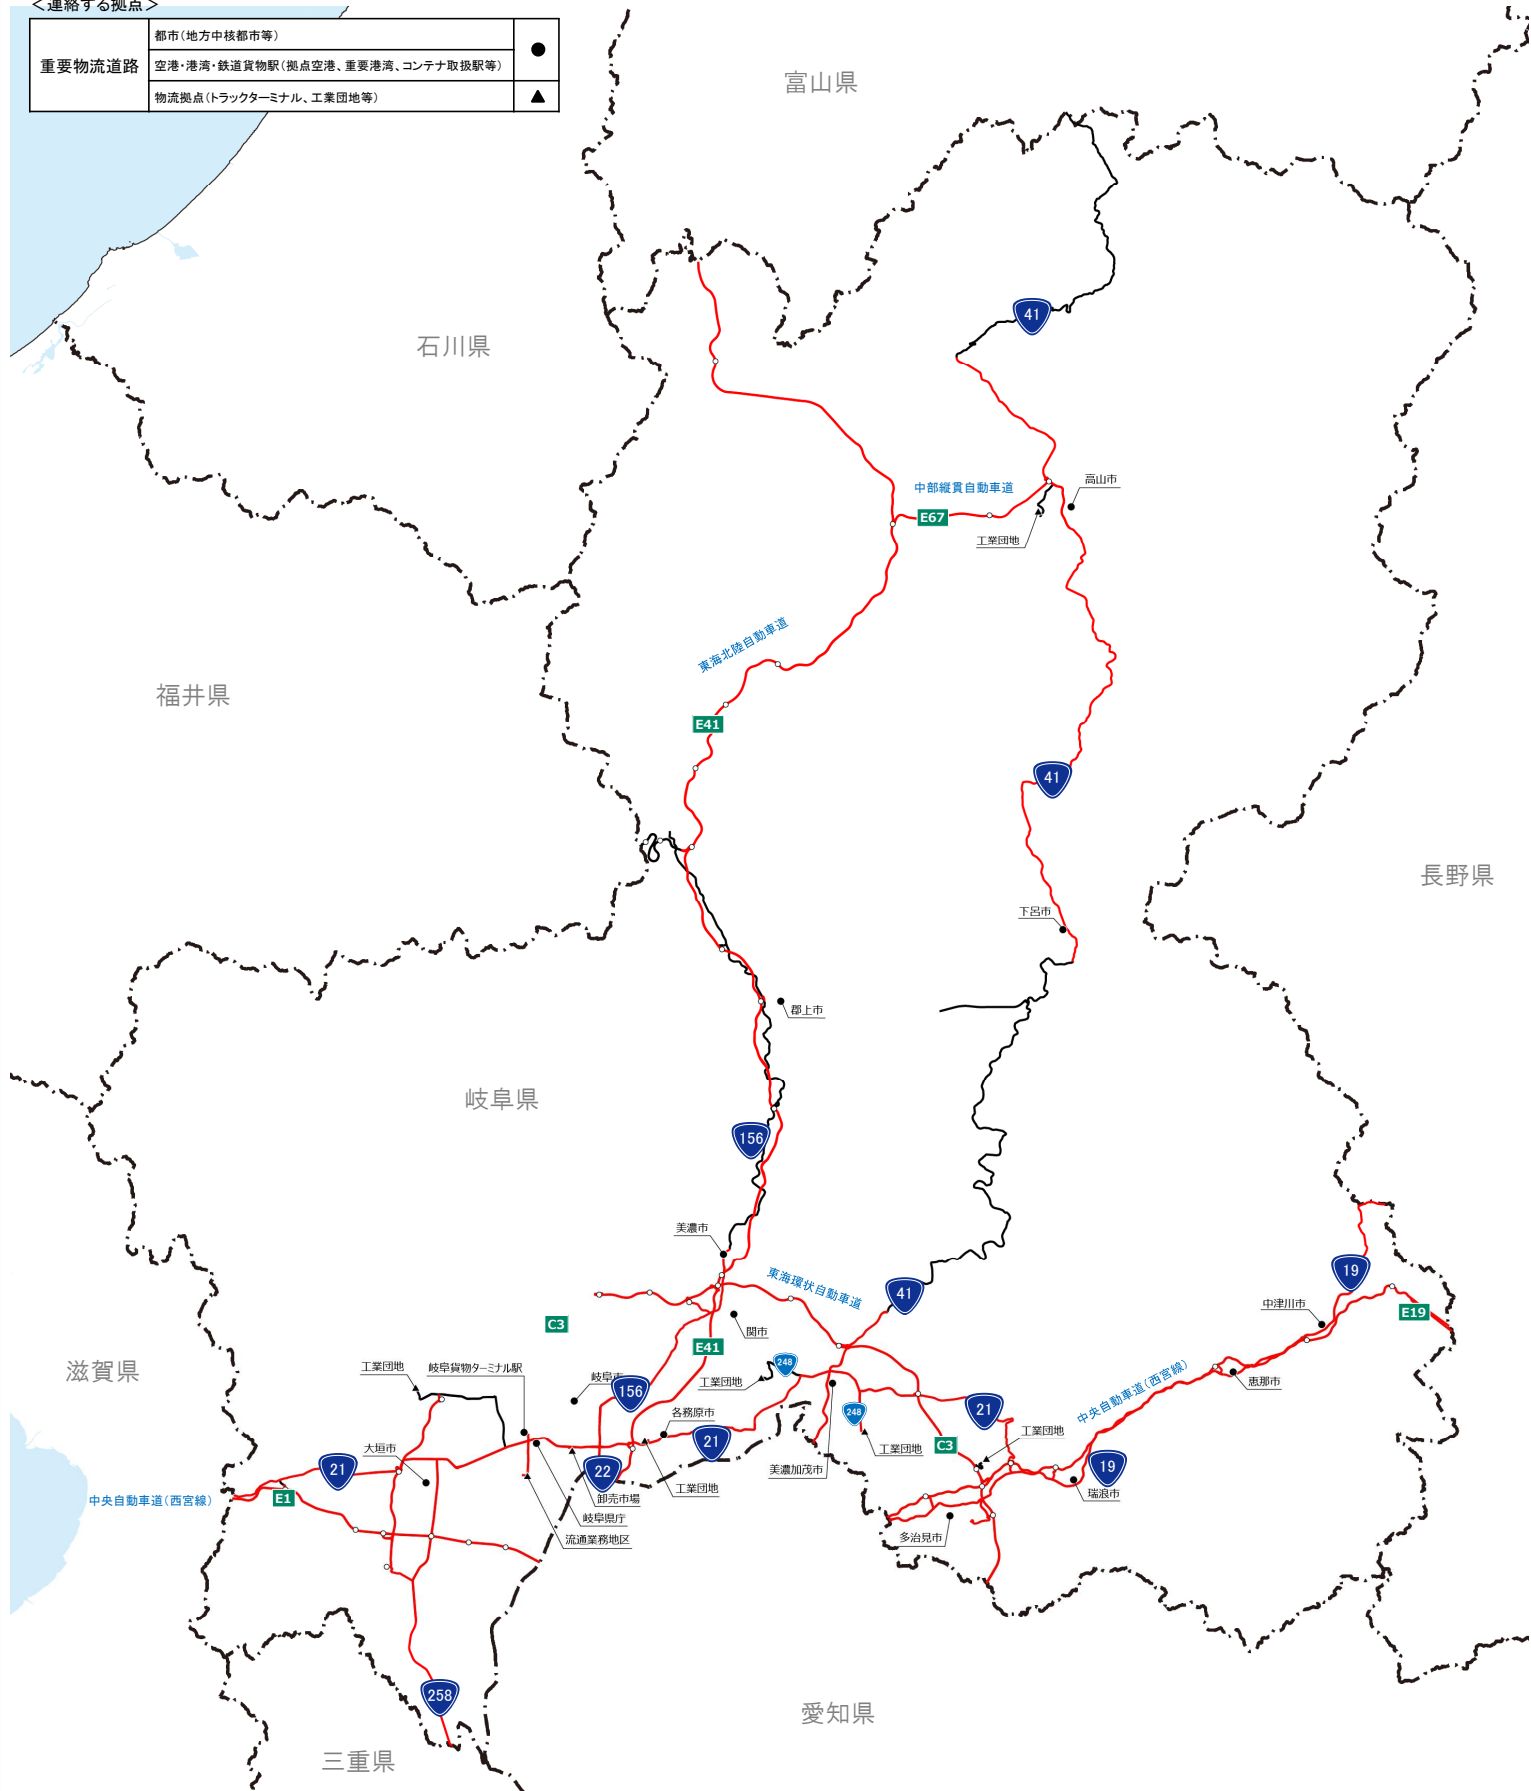 <連絡する拠点>
重要物流道路
都市(地方中核都市等)
●
空港・港湾・鉄道貨物駅(拠点空港、重要港湾、コンテナ取扱駅等)
物流拠点(トラックターミナル、工業団地等)
▲
富山県
石川県
41
高山市
中部縦貫自動車道
E67
工業団地
東海北陸自動車道
福井県
E41
41
長野県
下呂市
郡上市
岐阜県
156
美濃市
東海環状自動車道
19
41
中津川市
E19
C3
関市
E41
滋賀県
工業団地
岐阜貨物ターミナル駅
248
岐阜市
156
工業団地
恵那市
中央自動車道(西宮線)
各務原市
248
21
大垣市
21
C3
工業団地
工業団地
21
美濃加茂市
22
19
工業団地
瑞浪市
中央自動車道(西宮線)
E1
卸売市場
岐阜県庁
流通業務地区
多治見市
258
愛知県
三重県